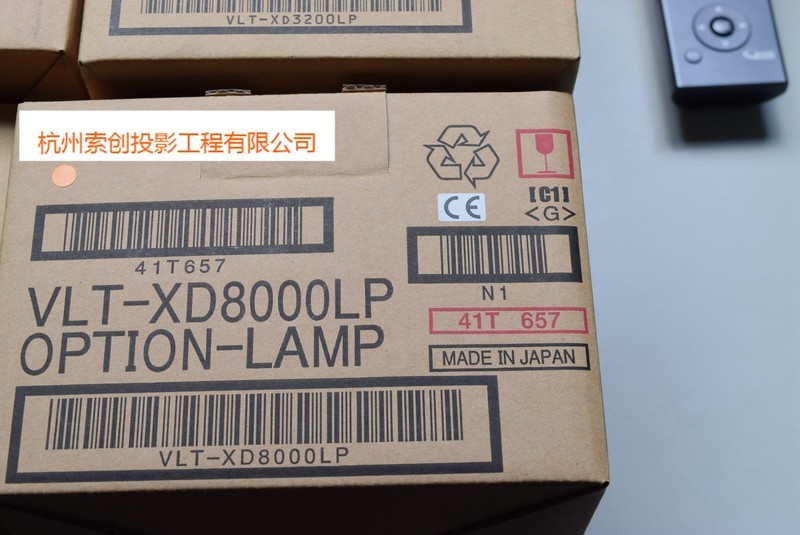 VLT-XD3200LP
杭州索创投影工程有限公司
[C1]
<G>
CE
41T657
N1
VLT-XD8000LP
41T 657
OPTION-LAMP
MADE IN JAPAN
VLT-XD8000LP